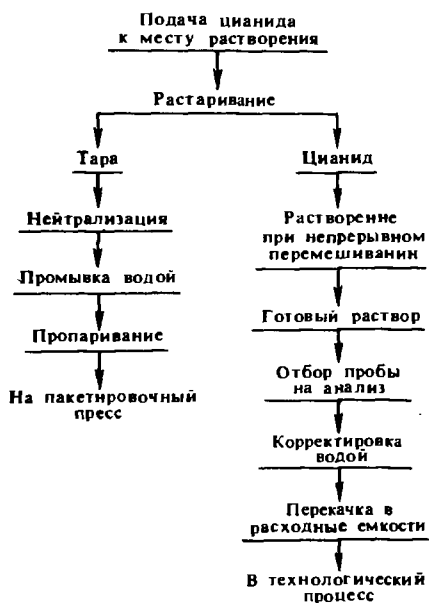 Подача цианида
к месту растворения
Растаривание
Тара
Нейтрализация
Промывка водой
Пропаривание
На пакетировочный
пресс
Цианид
Растворение
при непрерывном
перемешивании
Готовый раствор
Отбор пробы
на анализ
Корректировка
водой
Перекачка в
расходные емкости
В технологический
процесс